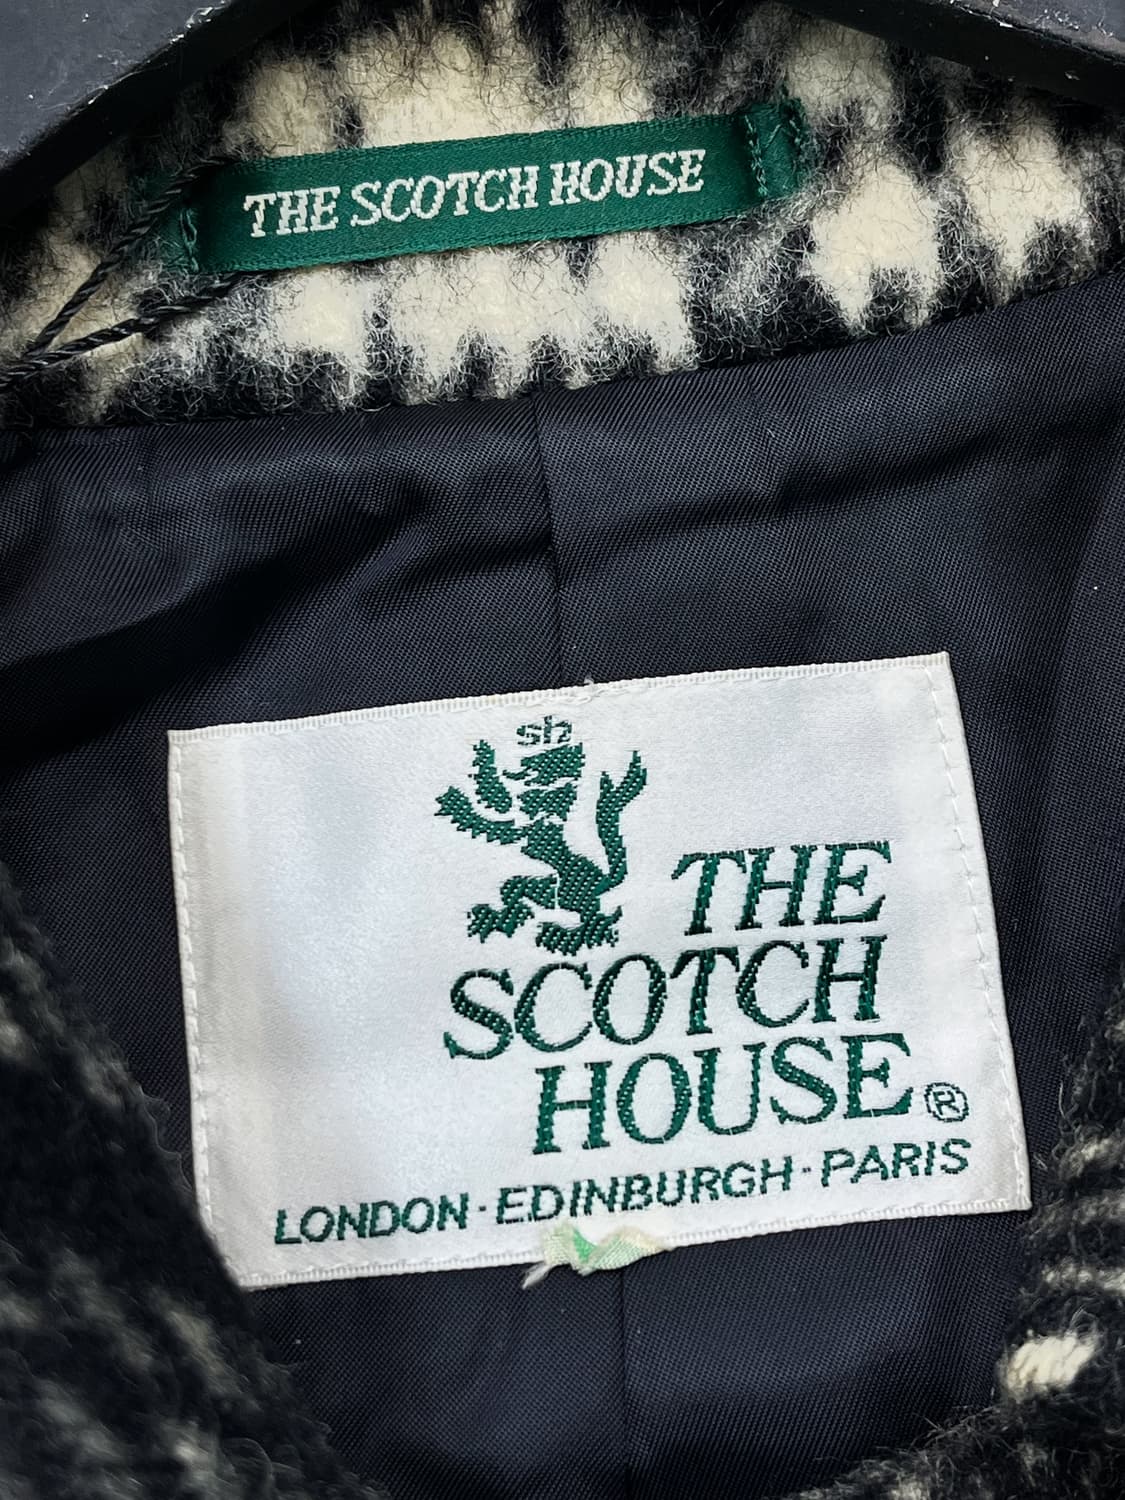 THE SCOTCH HOUSE
sh
THE
SCOTCH
HOUSE®
LONDON·EDINBURGH·PARIS